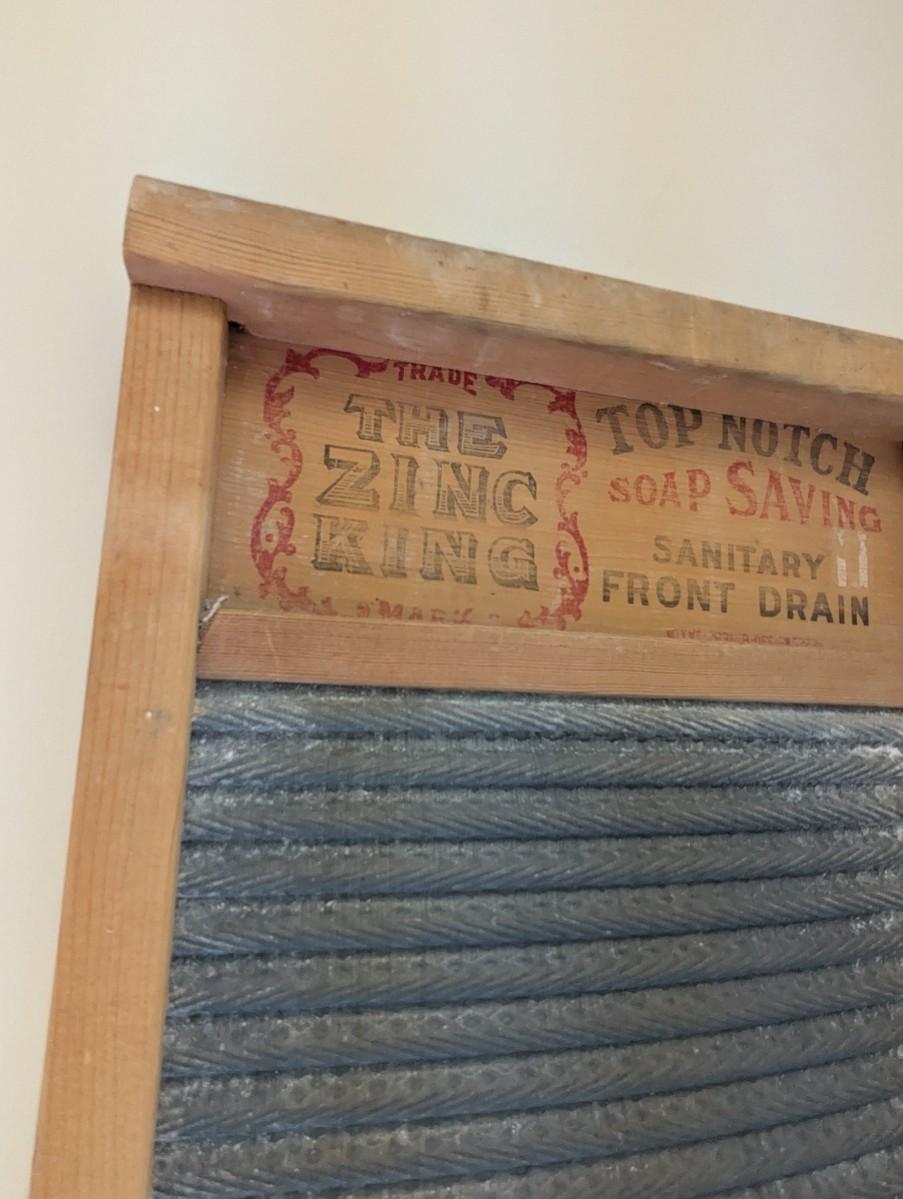 TRADE
THE
ZINC
KING
MARK
TOP NOTCH
SOAP SAVING
SANITARY
FRONT DRAIN